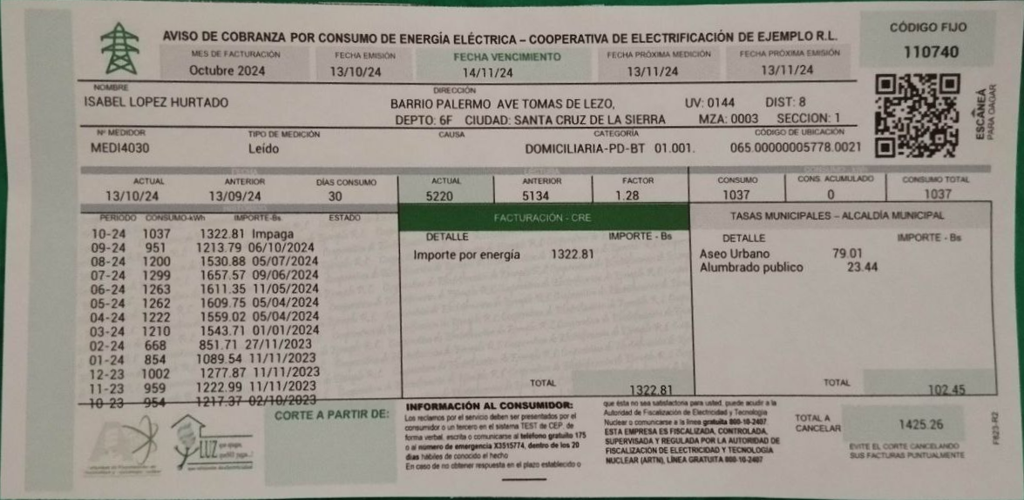 AVISO DE COBRANZA POR CONSUMO DE ENERGÍA ELÉCTRICA – COOPERATIVA DE ELECTRIFICACIÓN DE EJEMPLO R.L.
CÓDIGO FIJO
110740
MES DE FACTURACIÓN FECHA EMISIÓN FECHA VENCIMIENTO FECHA PRÓXIMA MEDICIÓN FECHA PRÓXIMA EMISIÓN
Octubre 2024 13/10/24 14/11/24 13/11/24 13/11/24
NOMBRE DIRECCIÓN
ISABEL LOPEZ HURTADO BARRIO PALERMO AVE TOMAS DE LEZO, UV: 0144 DIST: 8
DEPTO: 6F CIUDAD: SANTA CRUZ DE LA SIERRA MZA: 0003 SECCION: 1
ESCANEÁ
PARA PAGAR
Nº MEDIDOR TIPO DE MEDICIÓN CAUSA CATEGORÍA CÓDIGO DE UBICACIÓN
MEDI4030 Leído DOMICILIARIA-PD-BT 01.001. 065.00000005778.0021
ACTUAL ANTERIOR DÍAS CONSUMO ACTUAL ANTERIOR FACTOR CONSUMO CONS. ACUMULADO CONSUMO TOTAL
13/10/24 13/09/24 30 5220 5134 1.28 1037 0 1037
PERIODO CONSUMO-kWh IMPORTE-Bs ESTADO
10-24 1037 1322.81 Impaga
09-24 951 1213.79 06/10/2024
08-24 1200 1530.88 05/07/2024
07-24 1299 1657.57 09/06/2024
06-24 1263 1611.35 11/05/2024
05-24 1262 1609.75 05/04/2024
04-24 1222 1559.02 05/04/2024
03-24 1210 1543.71 01/01/2024
02-24 668 851.71 27/11/2023
01-24 854 1089.54 11/11/2023
12-23 1002 1277.87 11/11/2023
11-23 959 1222.99 11/11/2023
10-23 954 1217.37 02/10/2023
FACTURACIÓN - CRE
DETALLE IMPORTE - Bs
Importe por energía 1322.81
TOTAL 1322.81
TASAS MUNICIPALES – ALCALDÍA MUNICIPAL
DETALLE IMPORTE - Bs
Aseo Urbano 79.01
Alumbrado publico 23.44
TOTAL 102.45
CORTE A PARTIR DE:
INFORMACIÓN AL CONSUMIDOR:
Los reclamos por el servicio deben ser presentados por el
consumidor o un tercero en el sistema TEST de CEP, de
forma verbal, escrita o comunicarse al teléfono gratuito 175
o al número de emergencia X3515774, dentro de los 20
días hábiles de conocido el hecho
En caso de no obtener respuesta en el plazo establecido o
que ésta no sea satisfactoria para usted, puede acudir a la
Autoridad de Fiscalización de Electricidad y Tecnología
Nuclear o comunicarse a la línea gratuita 800-10-2407
ESTA EMPRESA ES FISCALIZADA, CONTROLADA,
SUPERVISADA Y REGULADA POR LA AUTORIDAD DE
FISCALIZACIÓN DE ELECTRICIDAD Y TECNOLOGÍA
NUCLEAR (ARTN), LÍNEA GRATUITA 800-10-2407
TOTAL A
CANCELAR
1425.26
EVITE EL CORTE CANCELANDO
SUS FACTURAS PUNTUALMENTE
LUZ